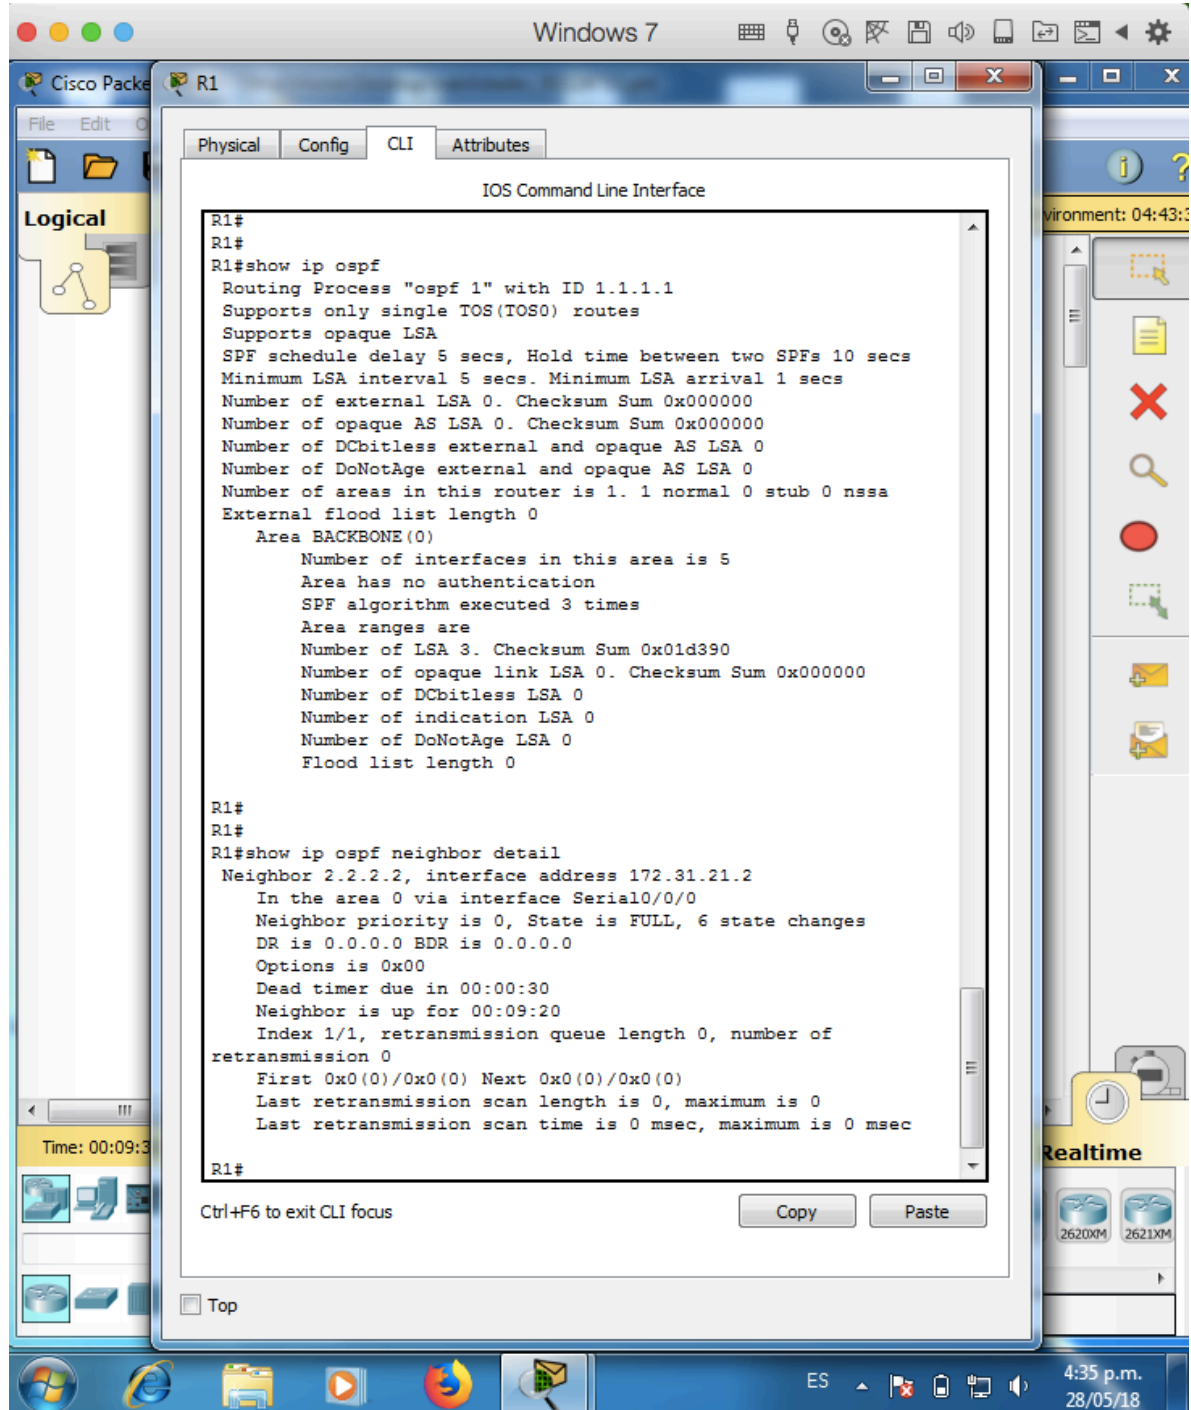 Windows 7
Cisco Packe
R1
File Edit O
Physical Config CLI Attributes
IOS Command Line Interface
Logical
vironment: 04:43:3
R1#
R1#
R1#show ip ospf
Routing Process "ospf 1" with ID 1.1.1.1
Supports only single TOS(TOS0) routes
Supports opaque LSA
SPF schedule delay 5 secs, Hold time between two SPFs 10 secs
Minimum LSA interval 5 secs. Minimum LSA arrival 1 secs
Number of external LSA 0. Checksum Sum 0x000000
Number of opaque AS LSA 0. Checksum Sum 0x000000
Number of DCbitless external and opaque AS LSA 0
Number of DoNotAge external and opaque AS LSA 0
Number of areas in this router is 1. 1 normal 0 stub 0 nssa
External flood list length 0
Area BACKBONE(0)
Number of interfaces in this area is 5
Area has no authentication
SPF algorithm executed 3 times
Area ranges are
Number of LSA 3. Checksum Sum 0x01d390
Number of opaque link LSA 0. Checksum Sum 0x000000
Number of DCbitless LSA 0
Number of indication LSA 0
Number of DoNotAge LSA 0
Flood list length 0
R1#
R1#
R1#show ip ospf neighbor detail
Neighbor 2.2.2.2, interface address 172.31.21.2
In the area 0 via interface Serial0/0/0
Neighbor priority is 0, State is FULL, 6 state changes
DR is 0.0.0.0 BDR is 0.0.0.0
Options is 0x00
Dead timer due in 00:00:30
Neighbor is up for 00:09:20
Index 1/1, retransmission queue length 0, number of
retransmission 0
First 0x0(0)/0x0(0) Next 0x0(0)/0x0(0)
Last retransmission scan length is 0, maximum is 0
Last retransmission scan time is 0 msec, maximum is 0 msec
R1#
Time: 00:09:3
Realtime
Ctrl+F6 to exit CLI focus
Copy Paste
2620XM 2621XM
Top
ES
4:35 p.m.
28/05/18